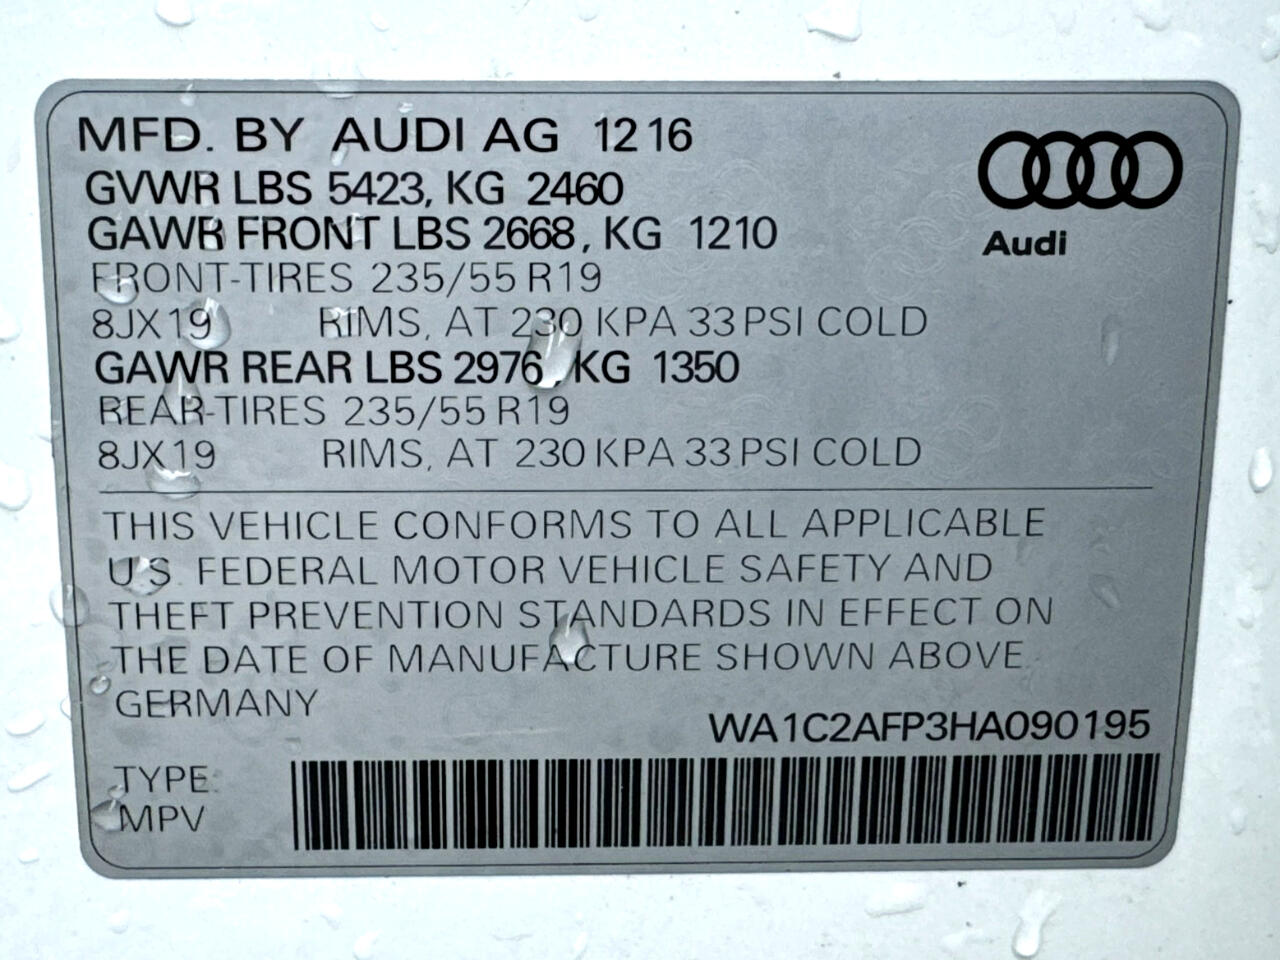 MFD. BY AUDI AG 12 16
GVWR LBS 5423, KG 2460
GAWR FRONT LBS 2668, KG 1210
FRONT-TIRES 235/55 R19
8JX19 RIMS, AT 230 KPA 33 PSI COLD
GAWR REAR LBS 2976, KG 1350
REAR-TIRES 235/55 R19
8JX19 RIMS, AT 230 KPA 33 PSI COLD
Audi
THIS VEHICLE CONFORMS TO ALL APPLICABLE
U.S. FEDERAL MOTOR VEHICLE SAFETY AND
THEFT PREVENTION STANDARDS IN EFFECT ON
THE DATE OF MANUFACTURE SHOWN ABOVE.
GERMANY
WA1C2AFP3HA090195
TYPE:
MPV